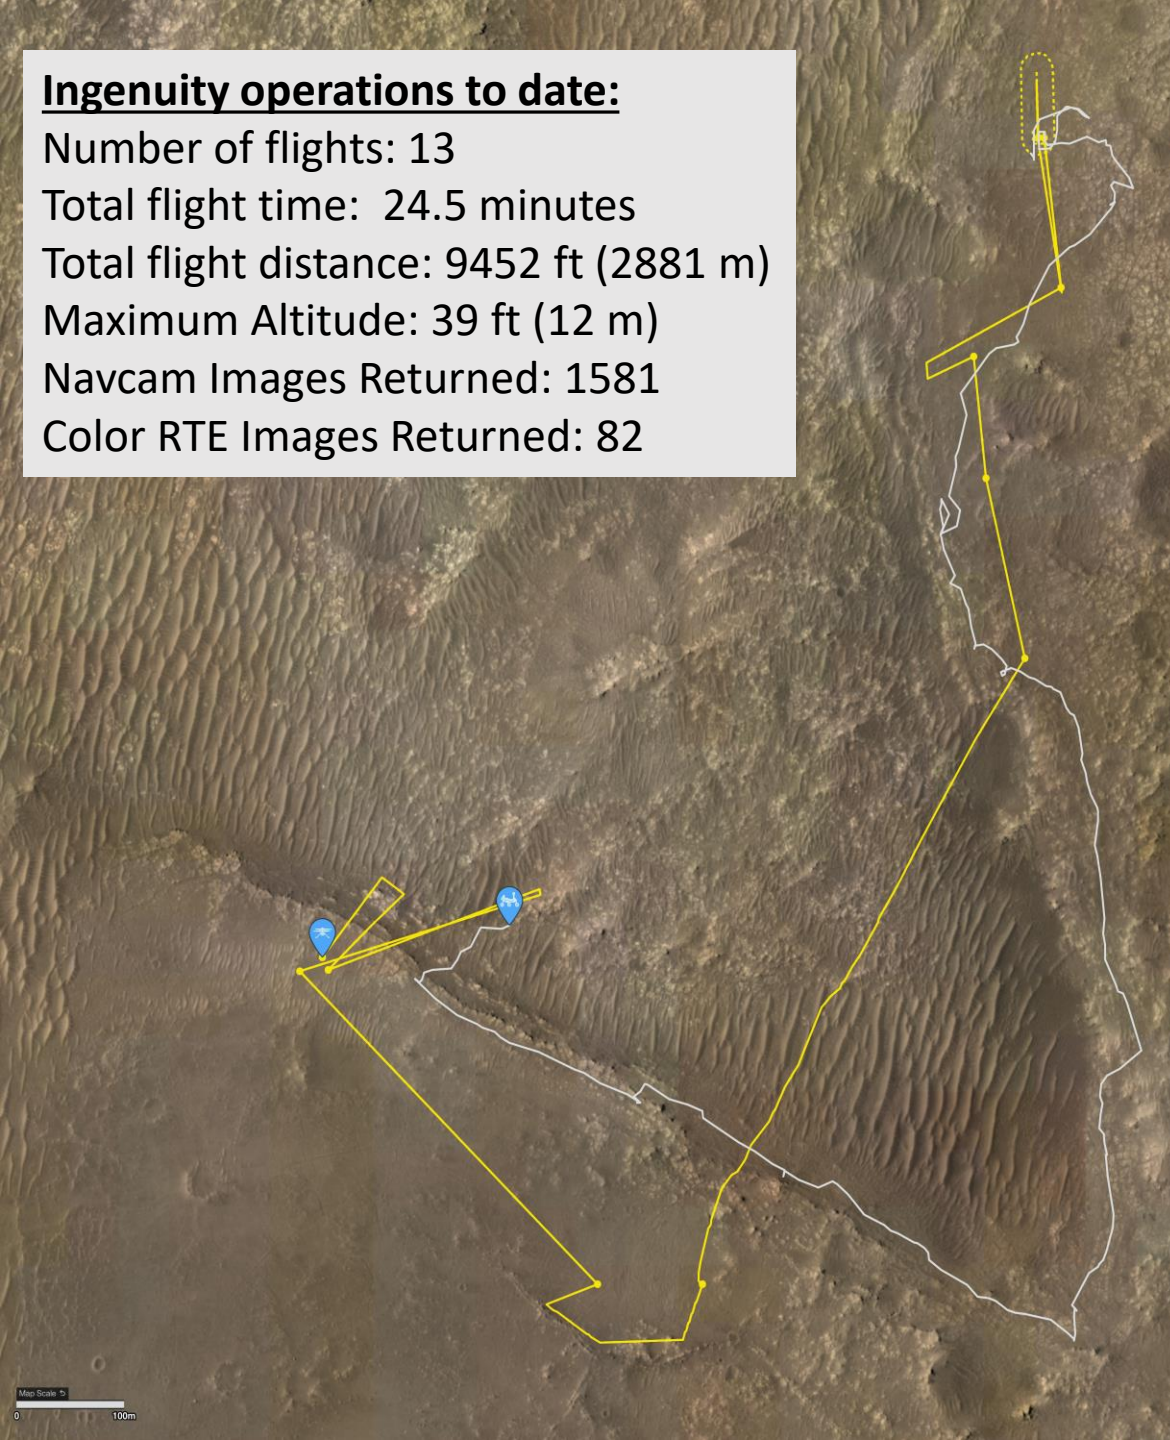 Ingenuity operations to date:
Number of flights: 13
Total flight time:  24.5 minutes
Total flight distance: 9452 ft (2881 m)
Maximum Altitude: 39 ft (12 m)
Navcam Images Returned: 1581
Color RTE Images Returned: 82
Map Scale
0 100m